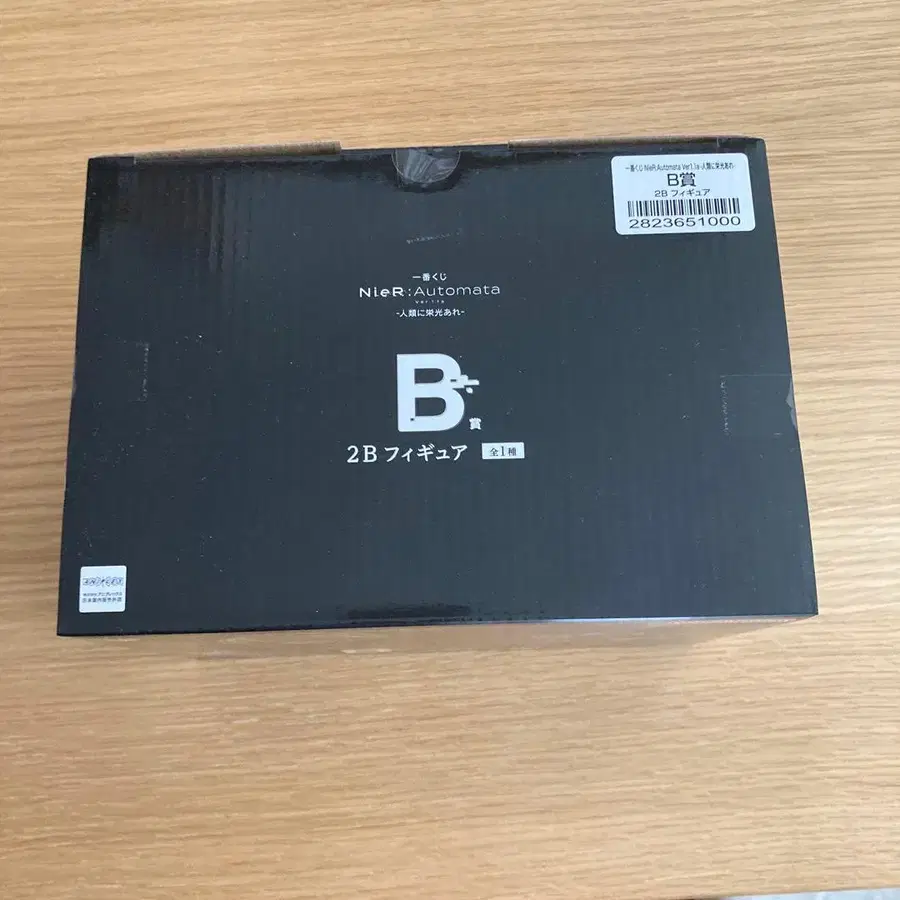 一番くじ NieR:Automata Ver1.1a -人類に栄光あれ-
B賞
2B フィギュア
2823651000
一番くじ
NieR:Automata
Ver1.1a
-人類に栄光あれ-
B賞
2B フィギュア 全1種